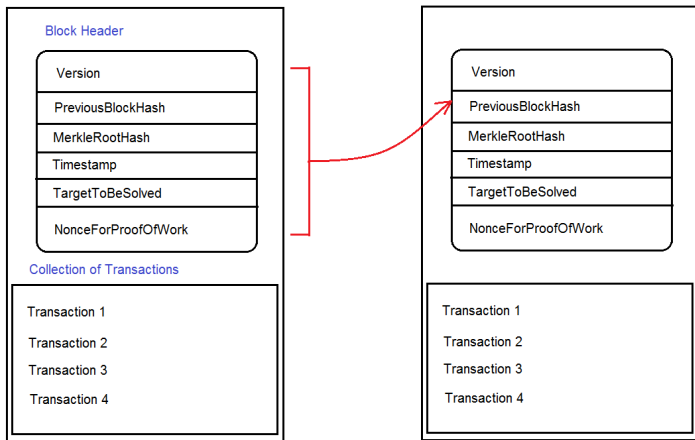 Block Header
Version
PreviousBlockHash
MerkleRootHash
Timestamp
TargetToBeSolved
NonceForProofOfWork
Collection of Transactions
Transaction 1
Transaction 2
Transaction 3
Transaction 4
Version
PreviousBlockHash
MerkleRootHash
Timestamp
TargetToBeSolved
NonceForProofOfWork
Transaction 1
Transaction 2
Transaction 3
Transaction 4